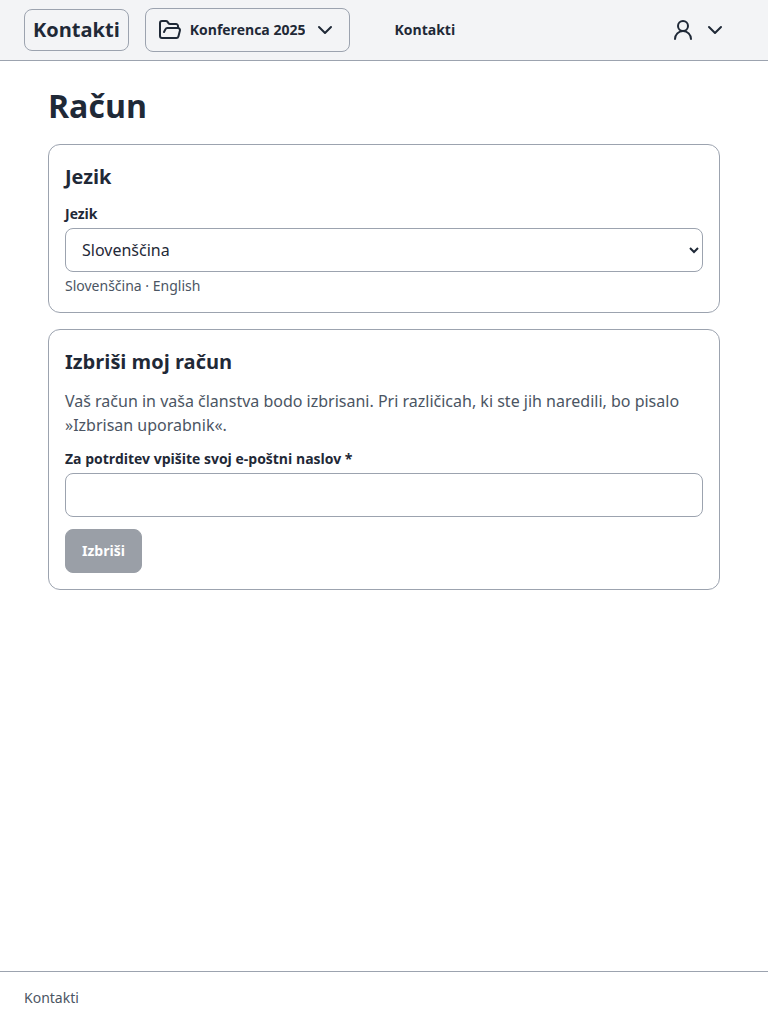 Kontakti
Konferenca 2025
Kontakti
Račun
Jezik
Jezik
Slovenščina
Slovenščina · English
Izbriši moj račun
Vaš račun in vaša članstva bodo izbrisani. Pri različicah, ki ste jih naredili, bo pisalo
»Izbrisan uporabnik«.
Za potrditev vpišite svoj e-poštni naslov *
Izbriši
Kontakti